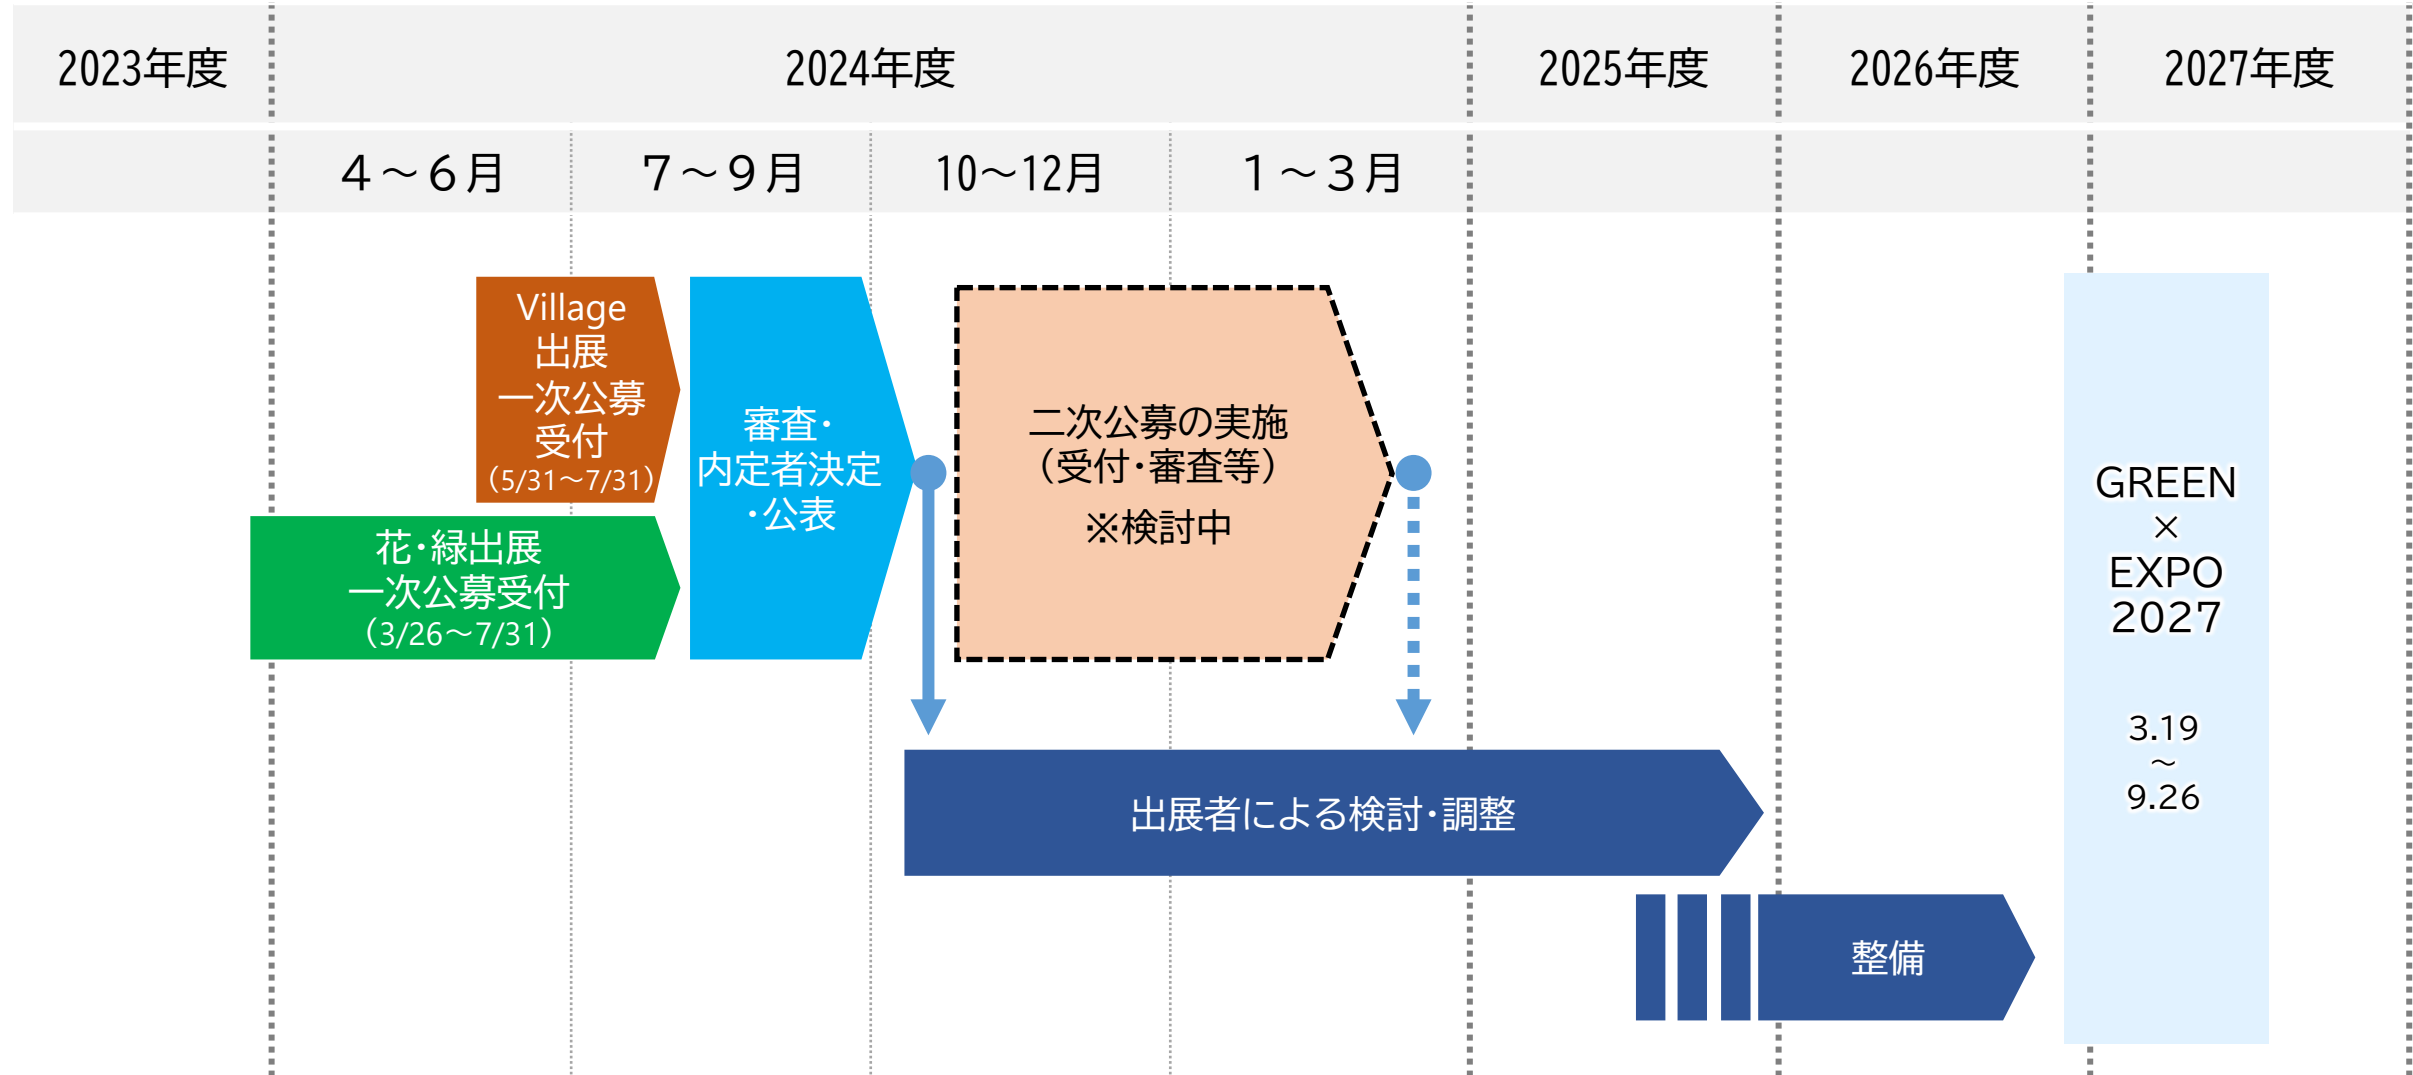 2023年度
2024年度
2025年度
2026年度
2027年度
４～６月
７～９月
10～12月
１～３月
Village
出展
一次公募
受付
（5/31～7/31）
花・緑出展
一次公募受付
（3/26～7/31）
審査・
内定者決定
・公表
二次公募の実施
（受付・審査等）
※検討中
出展者による検討・調整
整備
GREEN
×
EXPO
2027
3.19
～
9.26